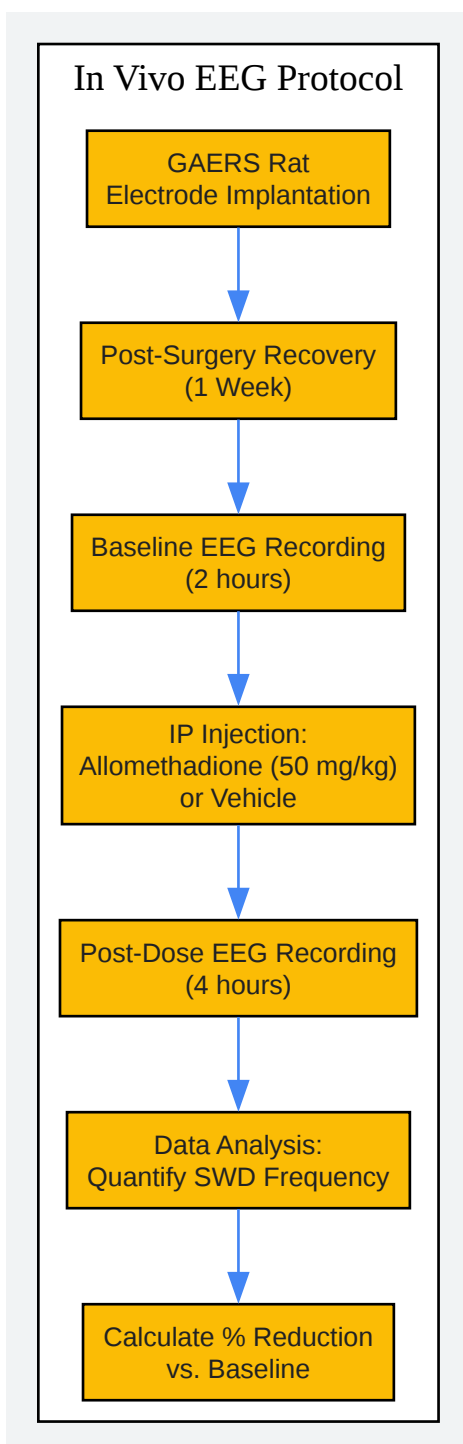 In Vivo EEG Protocol
GAERS Rat
Electrode Implantation
Post-Surgery Recovery
(1 Week)
Baseline EEG Recording
(2 hours)
IP Injection:
Allomethadione (50 mg/kg)
or Vehicle
Post-Dose EEG Recording
(4 hours)
Data Analysis:
Quantify SWD Frequency
Calculate % Reduction
vs. Baseline